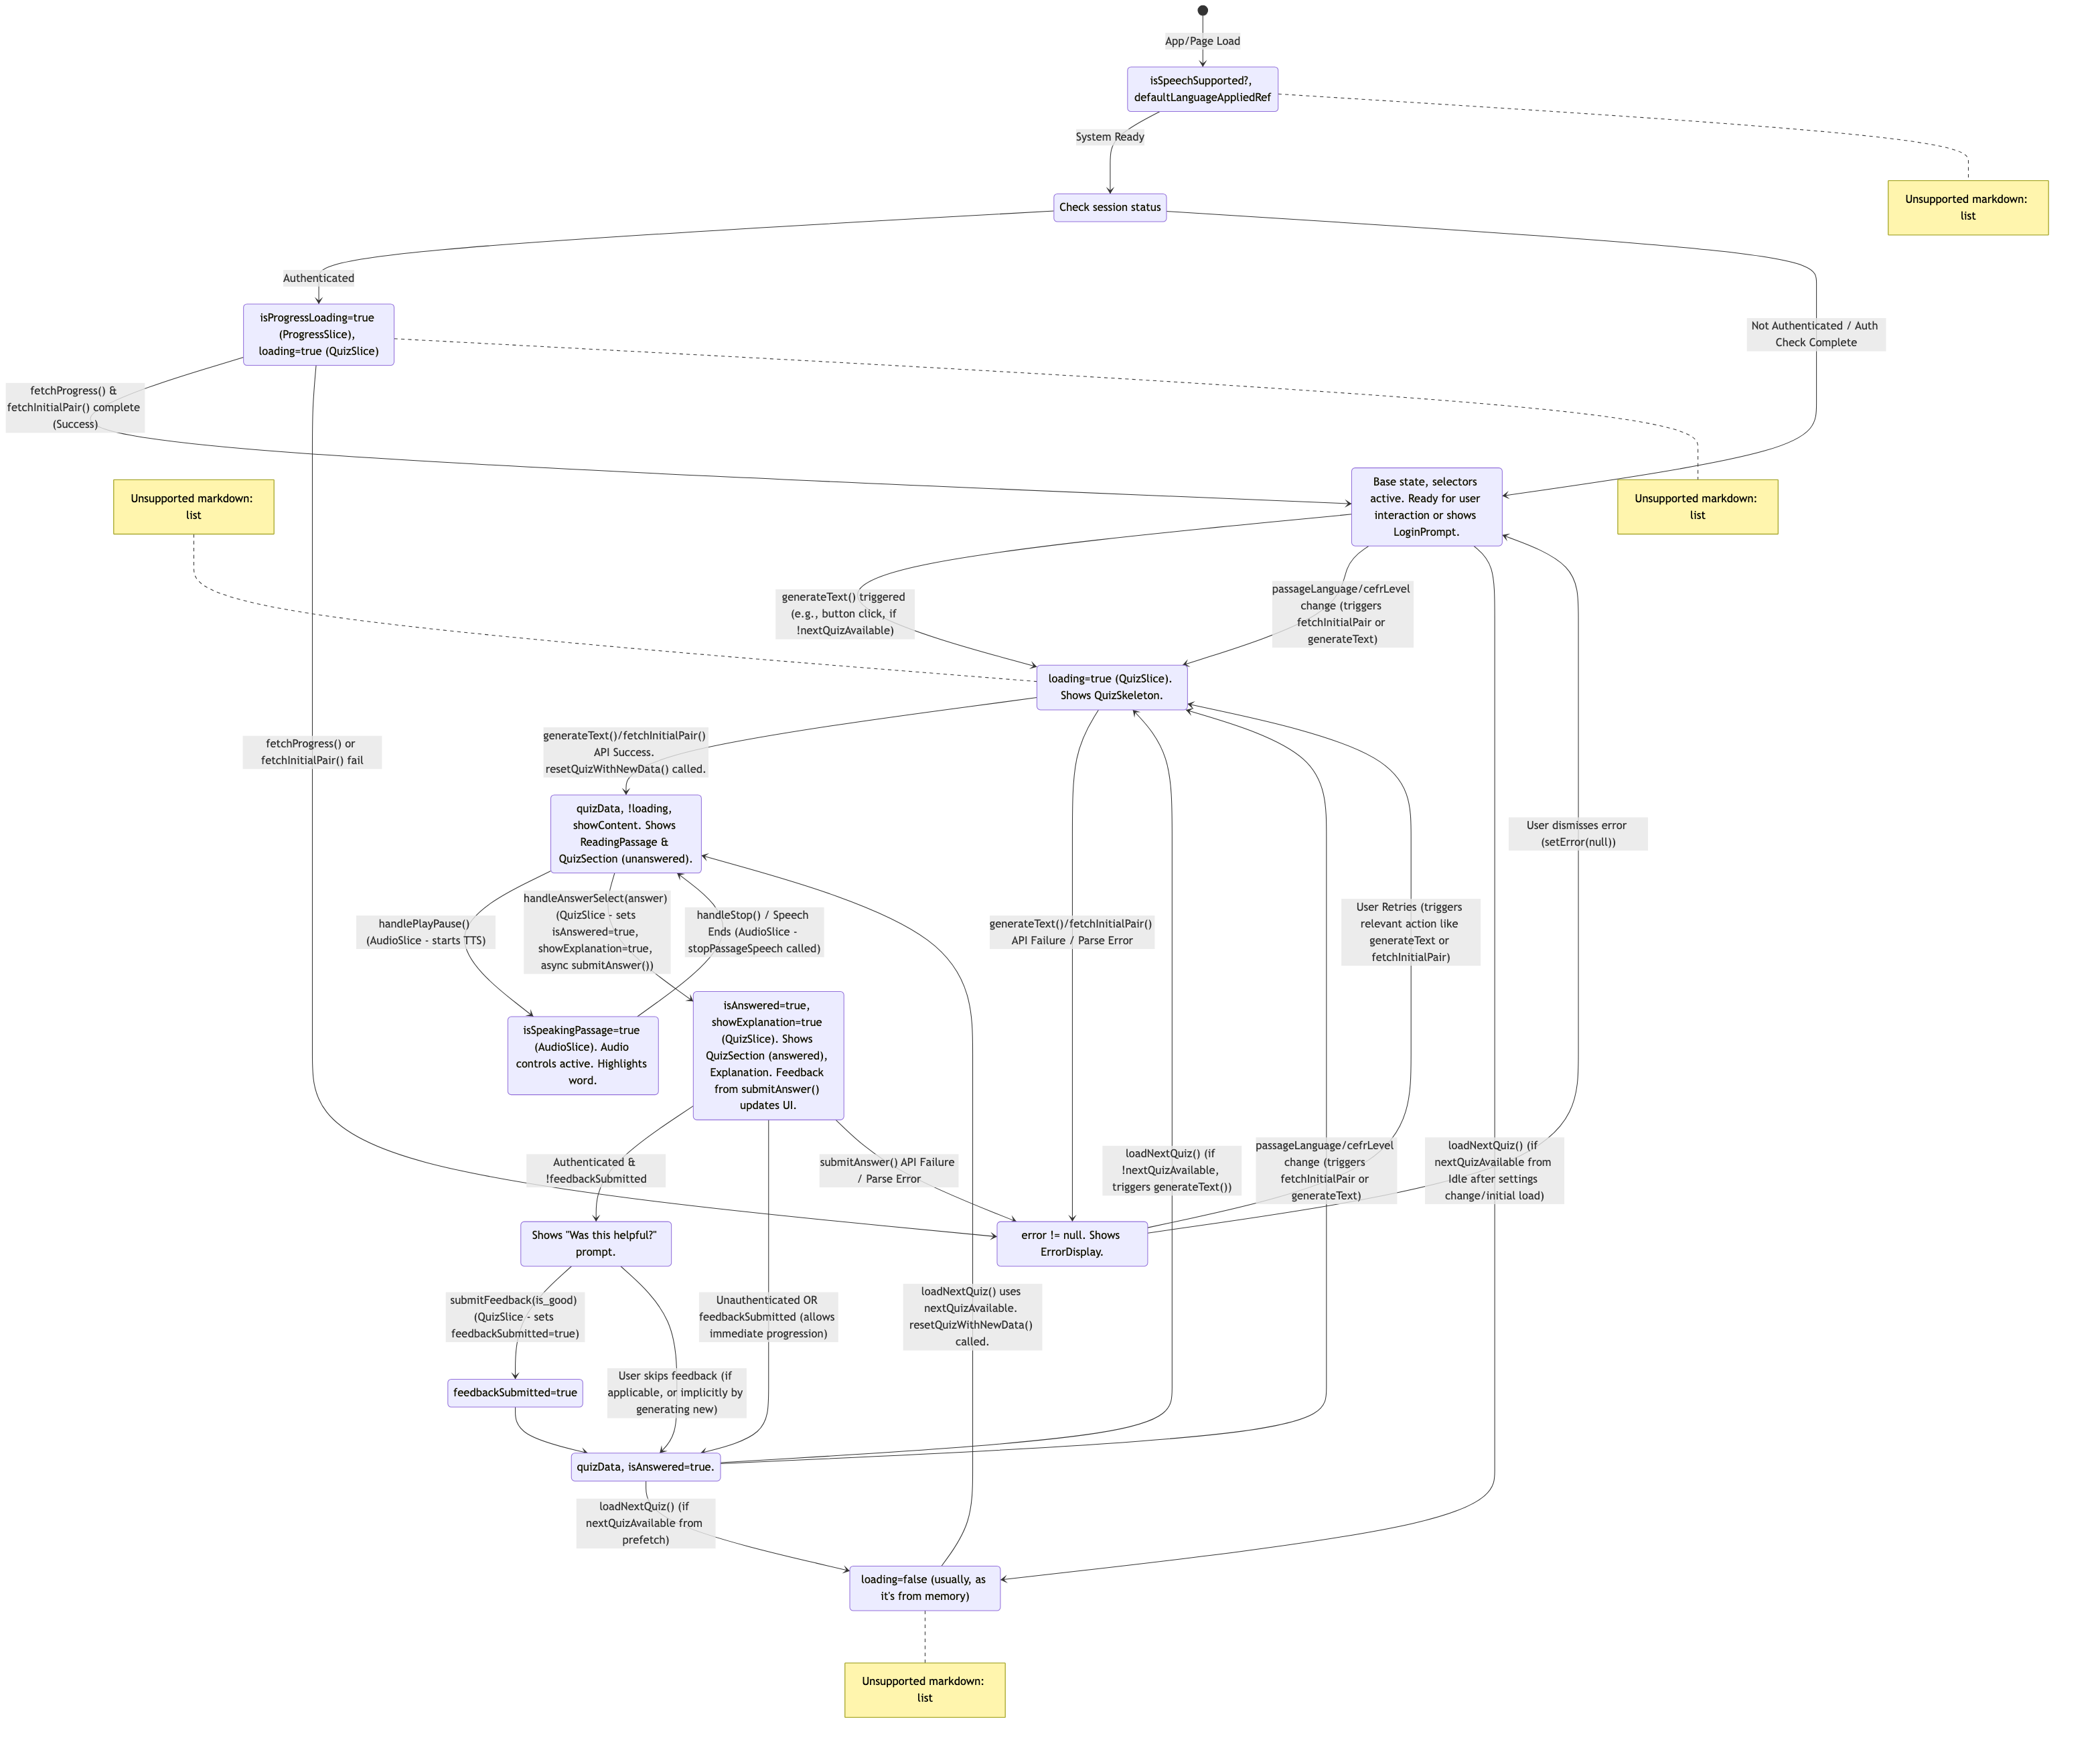 App/Page Load
isSpeechSupported?,
defaultLanguageAppliedRef
System Ready
Unsupported markdown:
list
Check session status
Authenticated
isProgressLoading=true
(ProgressSlice),
loading=true (QuizSlice)
Not Authenticated / Auth
Check Complete
fetchProgress() &
fetchInitialPair() complete
(Success)
Unsupported markdown:
list
Base state, selectors
active. Ready for user
interaction or shows
LoginPrompt.
Unsupported markdown:
list
generateText() triggered
(e.g., button click, if
!nextQuizAvailable)
passageLanguage/cefrLevel
change (triggers
fetchInitialPair or
generateText)
loading=true (QuizSlice).
Shows QuizSkeleton.
fetchProgress() or
fetchInitialPair() fail
generateText()/fetchInitialPair()
API Success.
resetQuizWithNewData() called.
quizData, !loading,
showContent. Shows
ReadingPassage &
QuizSection (unanswered).
User dismisses error
(setError(null))
handlePlayPause()
(AudioSlice - starts TTS)
handleAnswerSelect(answer)
(QuizSlice - sets
isAnswered=true,
showExplanation=true,
async submitAnswer())
handleStop() / Speech
Ends (AudioSlice -
stopPassageSpeech called)
generateText()/fetchInitialPair()
API Failure / Parse Error
User Retries (triggers
relevant action like
generateText or
fetchInitialPair)
isSpeakingPassage=true
(AudioSlice). Audio
controls active. Highlights
word.
isAnswered=true,
showExplanation=true
(QuizSlice). Shows
QuizSection (answered),
Explanation. Feedback
from submitAnswer()
updates UI.
Authenticated &
!feedbackSubmitted
submitAnswer() API Failure
/ Parse Error
loadNextQuiz() (if
!nextQuizAvailable,
triggers generateText())
passageLanguage/cefrLevel
change (triggers
fetchInitialPair or
generateText)
loadNextQuiz() (if
nextQuizAvailable from
Idle after settings
change/initial load)
Shows "Was this helpful?"
prompt.
error != null. Shows
ErrorDisplay.
submitFeedback(is_good)
(QuizSlice - sets
feedbackSubmitted=true)
Unauthenticated OR
feedbackSubmitted (allows
immediate progression)
loadNextQuiz() uses
nextQuizAvailable.
resetQuizWithNewData()
called.
feedbackSubmitted=true
User skips feedback (if
applicable, or implicitly by
generating new)
quizData, isAnswered=true.
loadNextQuiz() (if
nextQuizAvailable from
prefetch)
loading=false (usually, as
it's from memory)
Unsupported markdown:
list